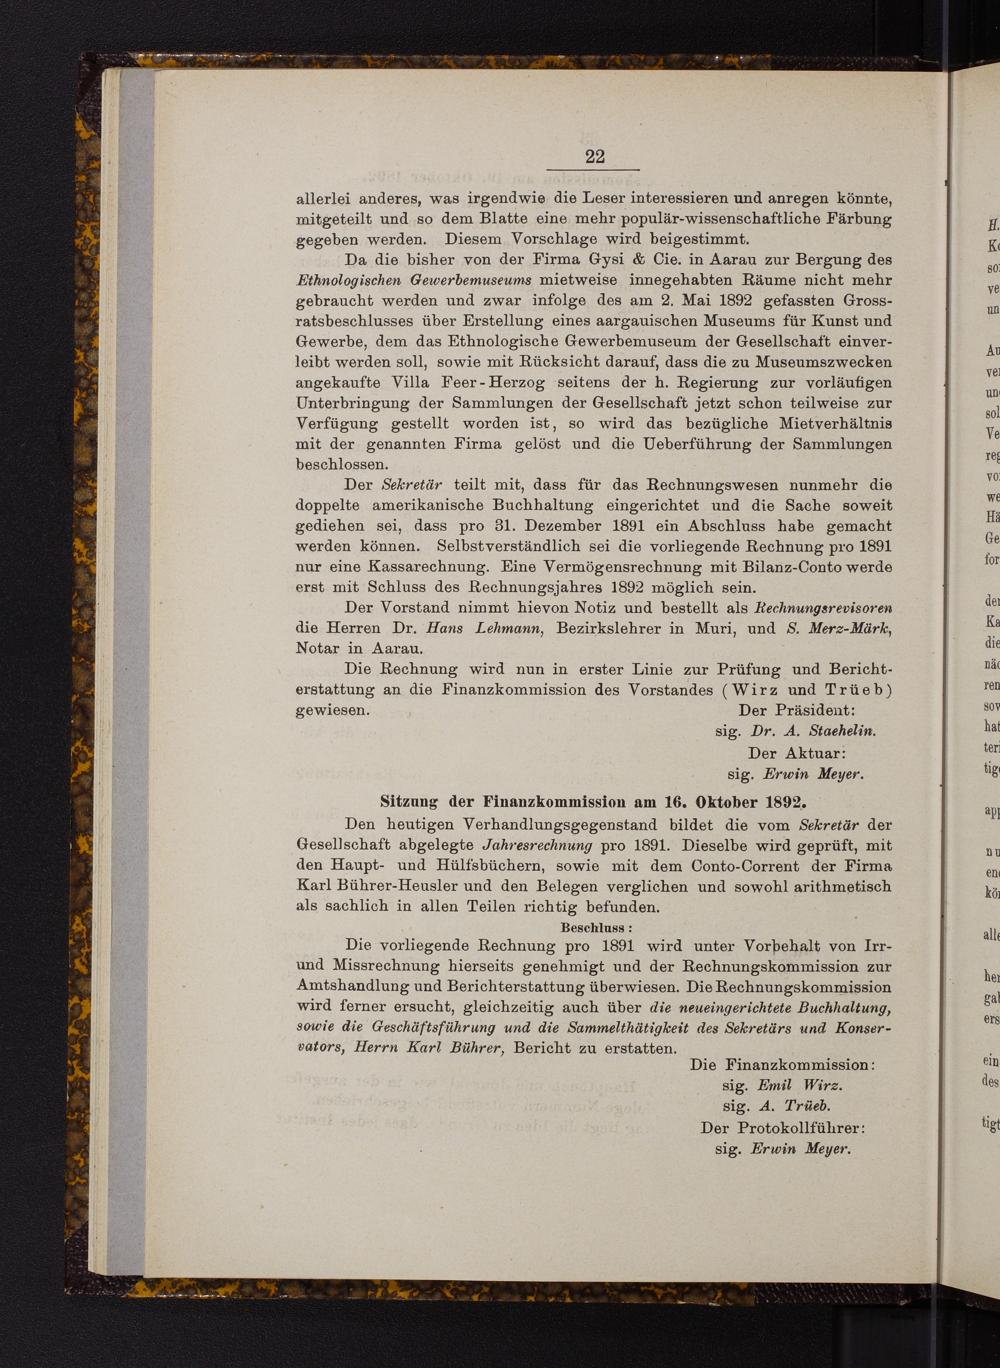 22
allerlei anderes, was irgendwie die Leser interessieren und anregen könnte,
mitgeteilt und so dem Blatte eine mehr populär-wissenschaftliche Färbung
gegeben werden. Diesem Vorschlage wird beigestimmt.
Da die bisher von der Firma Gysi & Cie. in Aarau zur Bergung des
Ethnologischen Gewerbemuseums mietweise innegehabten Räume nicht mehr
gebraucht werden und zwar infolge des am 2. Mai 1892 gefassten Gross-
ratsbeschlusses über Erstellung eines aargauischen Museums für Kunst und
Gewerbe, dem das Ethnologische Gewerbemuseum der Gesellschaft einver-
leibt werden soll, sowie mit Rücksicht darauf, dass die zu Museumszwecken
angekaufte Villa Feer-Herzog seitens der h. Regierung zur vorläufigen
Unterbringung der Sammlungen der Gesellschaft jetzt schon teilweise zur
Verfügung gestellt worden ist, so wird das bezügliche Mietverhältnis
mit der genannten Firma gelöst und die Ueberführung der Sammlungen
beschlossen.
Der Sekretär teilt mit, dass für das Rechnungswesen nunmehr die
doppelte amerikanische Buchhaltung eingerichtet und die Sache soweit
gediehen sei, dass pro 31. Dezember 1891 ein Abschluss habe gemacht
werden können. Selbstverständlich sei die vorliegende Rechnung pro 1891
nur eine Kassarechnung. Eine Vermögensrechnung mit Bilanz-Conto werde
erst mit Schluss des Rechnungsjahres 1892 möglich sein.
Der Vorstand nimmt hievon Notiz und bestellt als Rechnungsrevisoren
die Herren Dr. Hans Lehmann, Bezirkslehrer in Muri, und S. Merz-Märk,
Notar in Aarau.
Die Rechnung wird nun in erster Linie zur Prüfung und Bericht-
erstattung an die Finanzkommission des Vorstandes (Wirz und Trüeb)
gewiesen. Der Präsident:
sig. Dr. A. Staehelin.
Der Aktuar:
sig. Erwin Meyer.
Sitzung der Finanzkommission am 16. Oktober 1892.
Den heutigen Verhandlungsgegenstand bildet die vom Sekretär der
Gesellschaft abgelegte Jahresrechnung pro 1891. Dieselbe wird geprüft, mit
den Haupt- und Hülfsbüchern, sowie mit dem Conto-Corrent der Firma
Karl Bührer-Heusler und den Belegen verglichen und sowohl arithmetisch
als sachlich in allen Teilen richtig befunden.
Beschluss:
Die vorliegende Rechnung pro 1891 wird unter Vorbehalt von Irr-
und Missrechnung hierseits genehmigt und der Rechnungskommission zur
Amtshandlung und Berichterstattung überwiesen. Die Rechnungskommission
wird ferner ersucht, gleichzeitig auch über die neueingerichtete Buchhaltung,
sowie die Geschäftsführung und die Sammelthätigkeit des Sekretärs und Konser-
vators, Herrn Karl Bührer, Bericht zu erstatten.
Die Finanzkommission:
sig. Emil Wirz.
sig. A. Trüeb.
Der Protokollführer:
sig. Erwin Meyer.